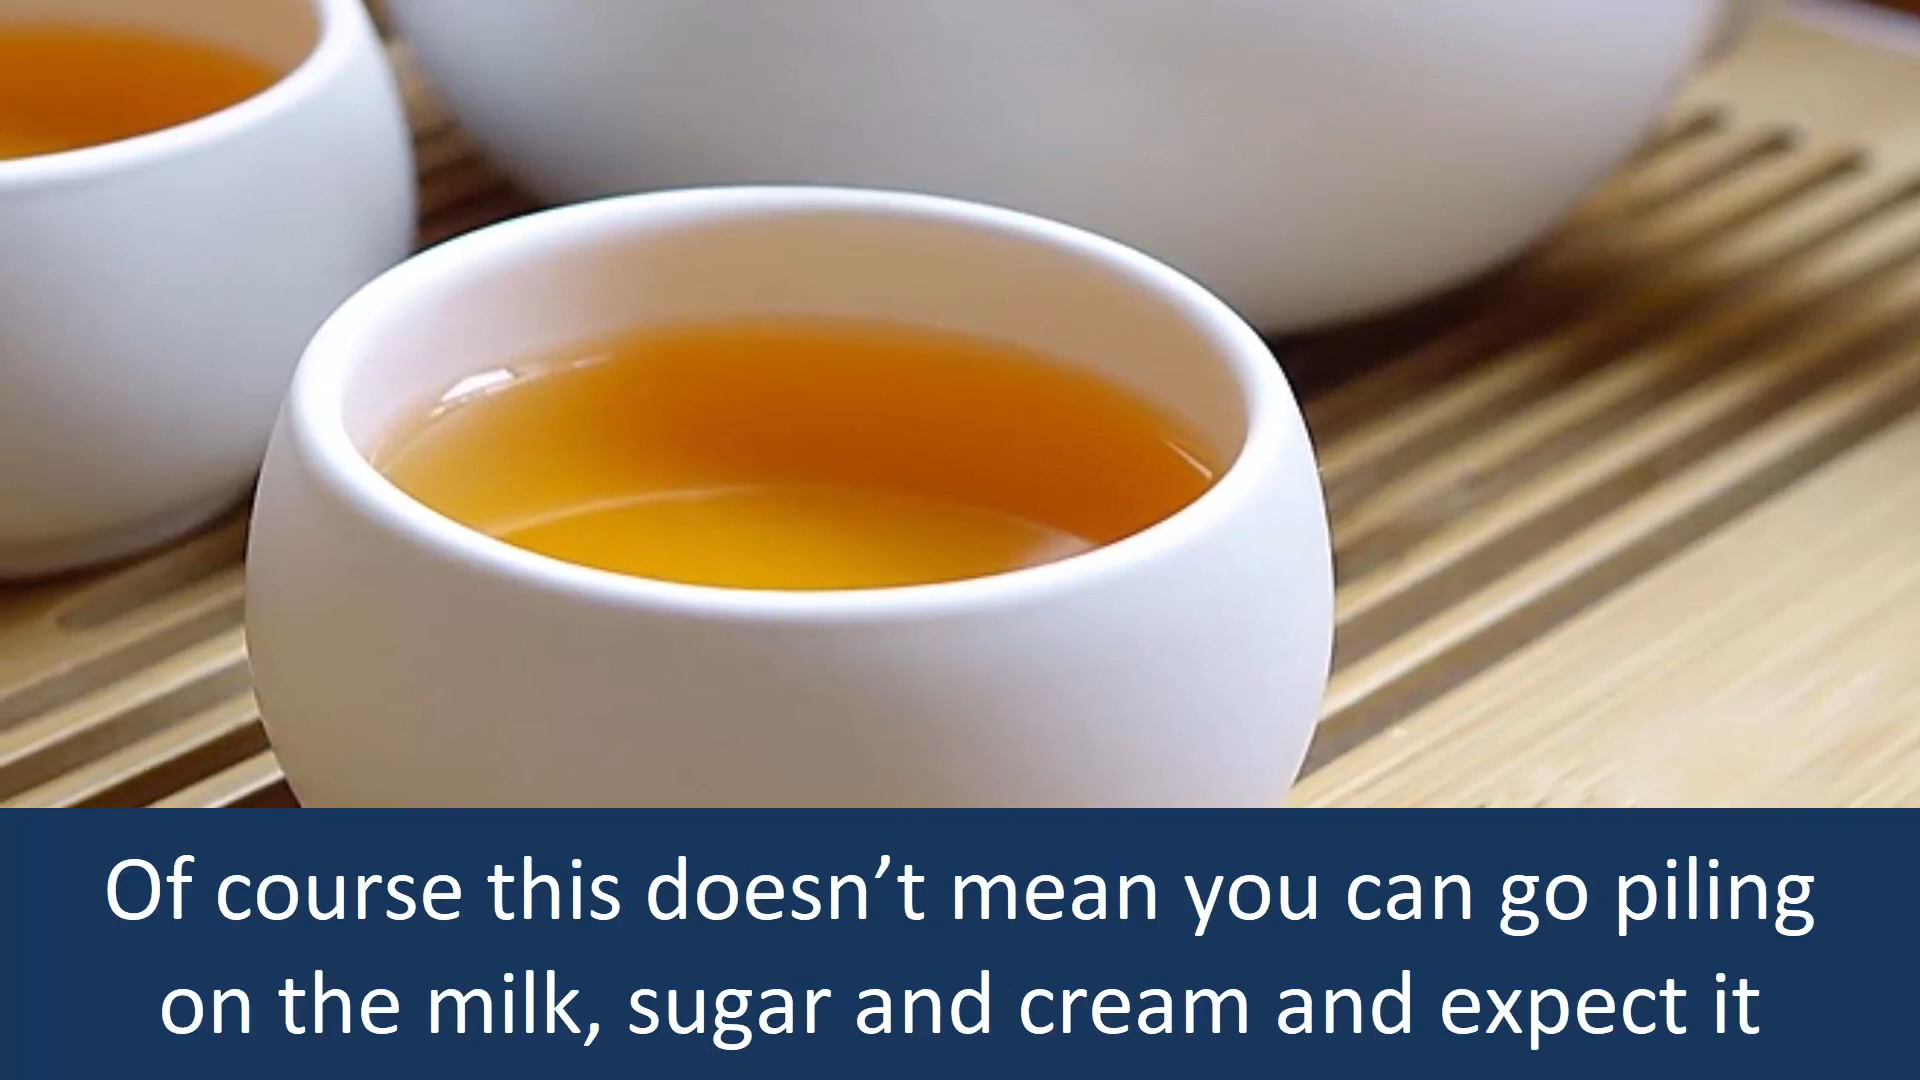 Of course this doesn’t mean you can go piling
on the milk, sugar and cream and expect it